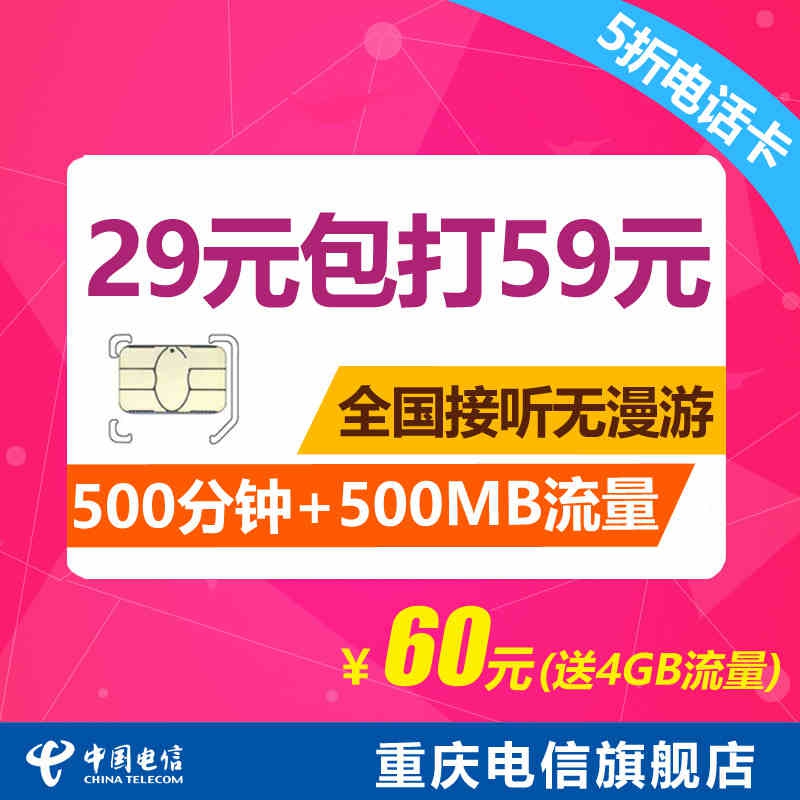 5折电话卡
29元包打59元
全国接听无漫游
500分钟+500MB流量
￥60元(送4GB流量)
中国电信
CHINA TELECOM
重庆电信旗舰店